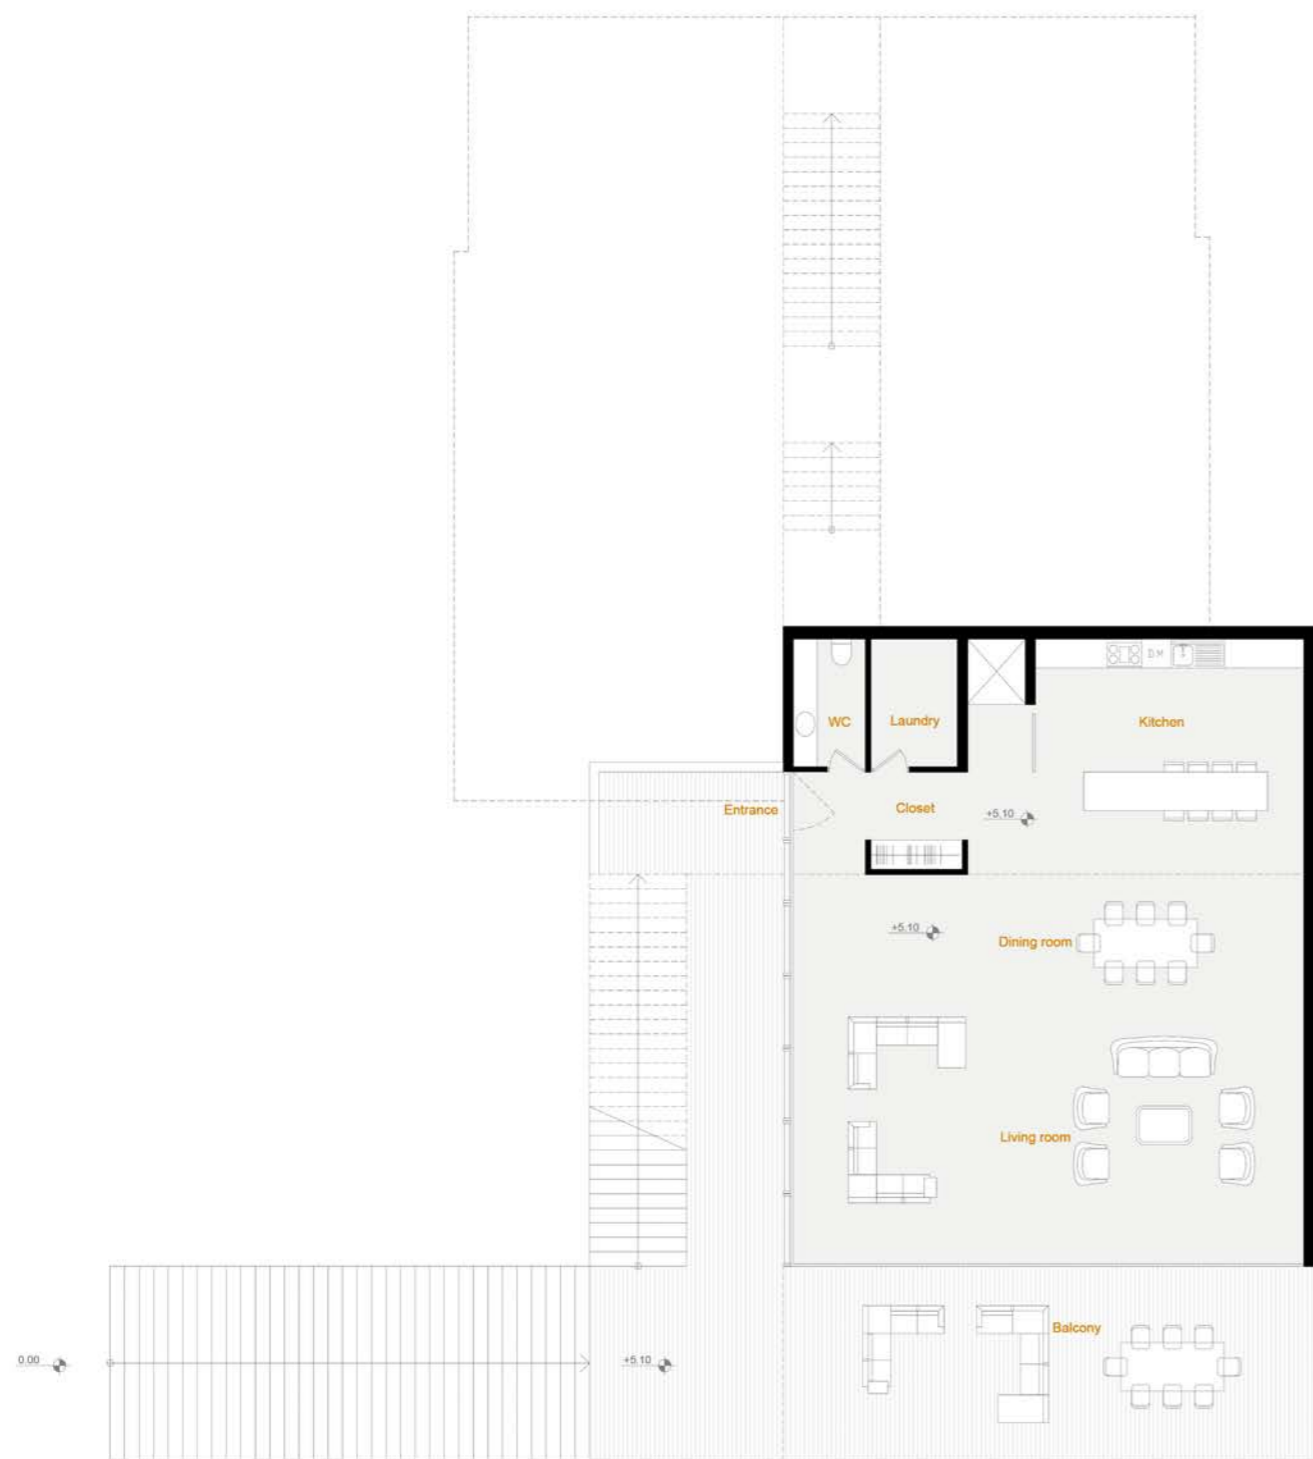 D.M
WC
Laundry
Kitchen
Entrance
Closet
+5.10
+5.10
Dining room
Living room
Balcony
0.00
+5.10